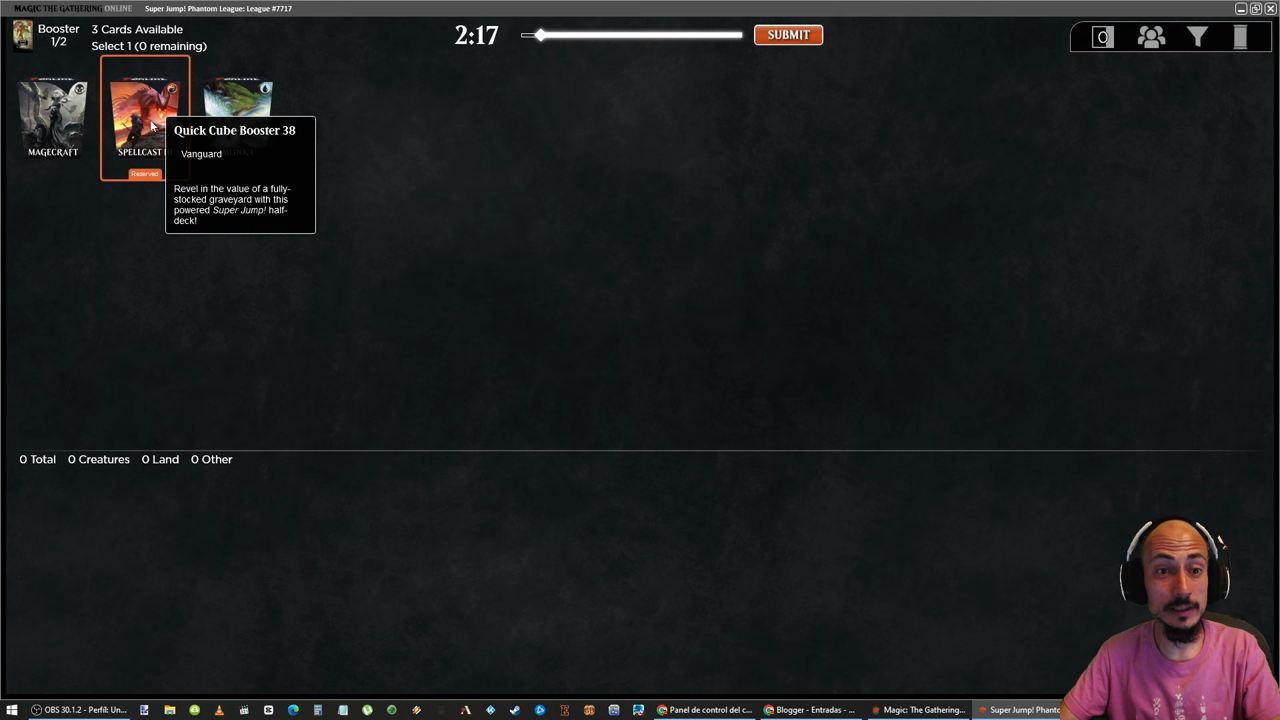 MAGIC THE GATHERING ONLINE
Super Jump! Phantom League: League #7717
Booster
1/2
3 Cards Available
Select 1 (0 remaining)
2:17
SUBMIT
0
MAGECRAFT
SPELLCAST
Reserved
Quick Cube Booster 38
Vanguard
Revel in the value of a fully-
stocked graveyard with this
powered Super Jump! half-
deck!
0 Total 0 Creatures 0 Land 0 Other
OBS 30.1.2 - Perfil: Un...
Panel de control del c...
Blogger - Entradas - ...
Magic: The Gathering...
Super Jump! Phanto